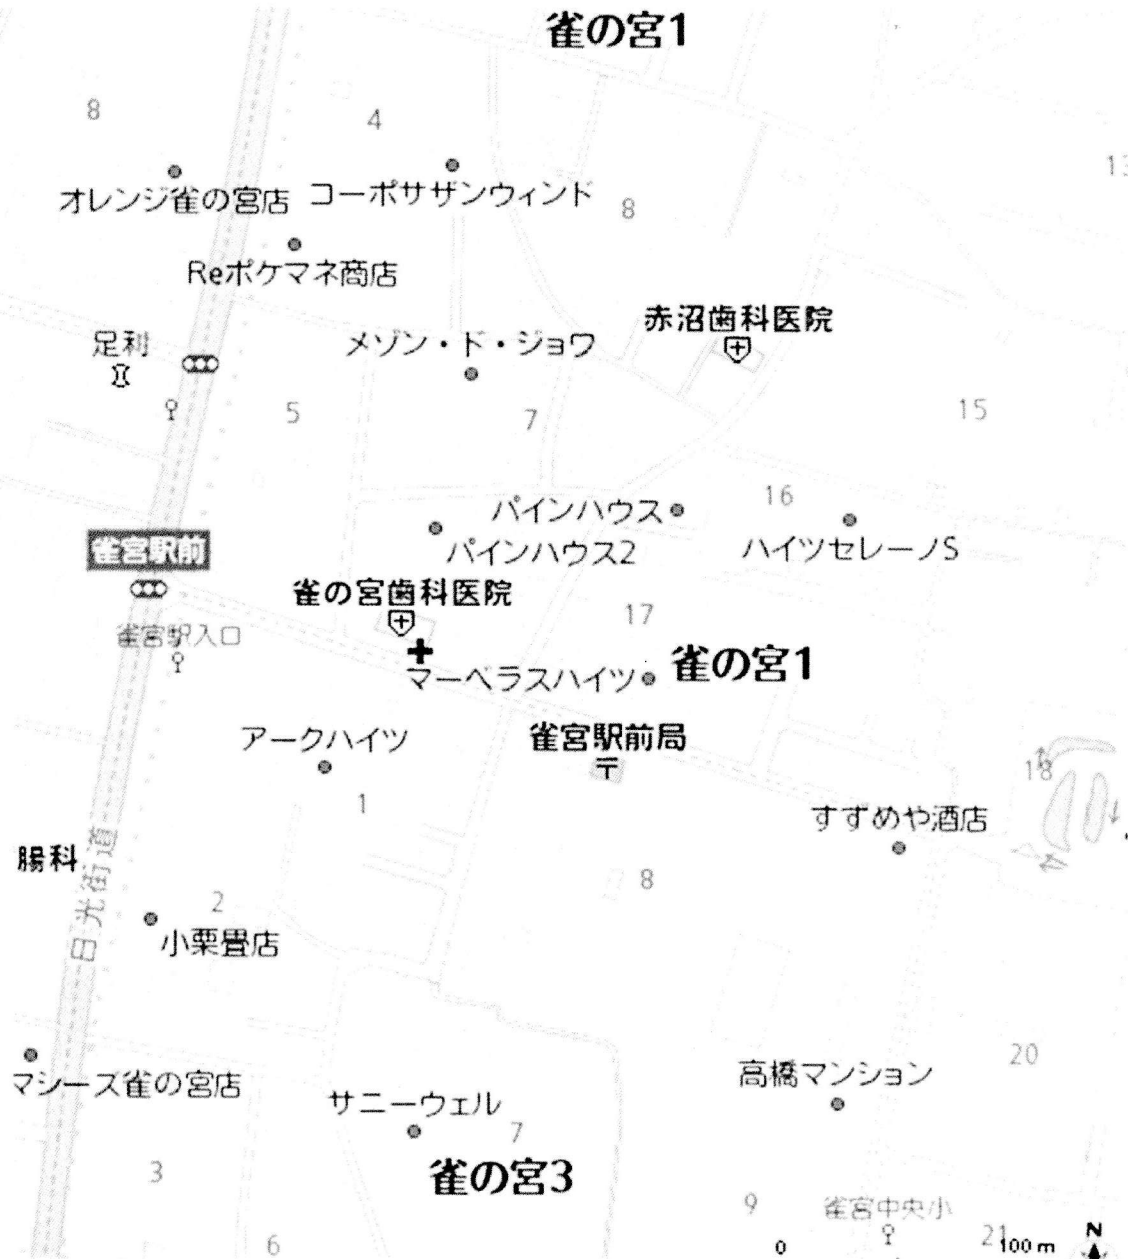 雀の宮1
8
4
13
オレンジ雀の宮店
コーポサザンウィンド
8
Reポケマネ商店
赤沼歯科医院
足利
メゾン・ド・ジョワ
5
7
15
16
パインハウス
雀宮駅前
パインハウス2
ハイツセレーノS
雀の宮歯科医院
17
雀宮駅入口
マーベラスハイツ
雀の宮1
アークハイツ
雀宮駅前局
〒
18
1
すずめや酒店
腸科
日光街道
2
8
小栗畳店
20
マシーズ雀の宮店
高橋マンション
サニーウェル
7
雀の宮3
3
9
雀宮中央小
6
0
21
100 m
N